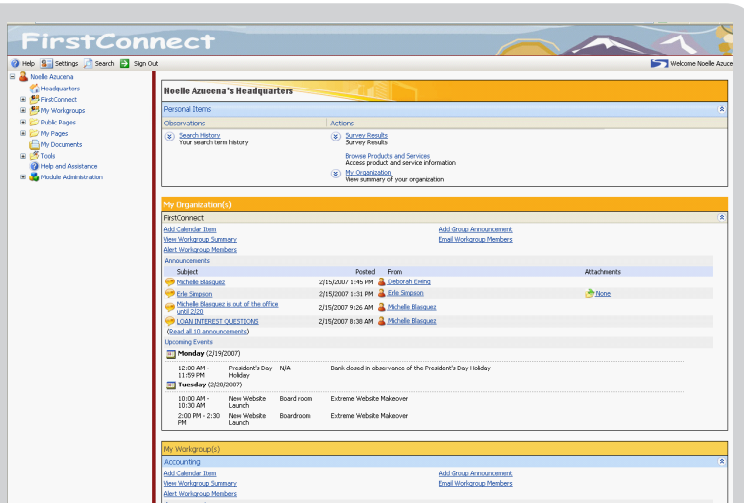 FirstConnect
Help Settings Search Sign Out Welcome Noelle Azuce
Noelle Azucena
Headquarters
FirstConnect
My Workgroups
Public Pages
My Pages
My Documents
Tools
Help and Assistance
Module Administration
Noelle Azucena's Headquarters
Personal Items
Observations Actions
Search History
Your search term history
Survey Results
Survey Results
Browse Products and Services
Access product and service information
My Organization
View summary of your organization
My Organization(s)
FirstConnect
Add Calendar Item Add Group Announcement
View Workgroup Summary Email Workgroup Members
Alert Workgroup Members
Announcements
Subject Posted From Attachments
Michelle Blasquez 2/15/2007 1:45 PM Deborah Ewing
Erle Simpson 2/15/2007 1:31 PM Erle Simpson None
Michelle Blasquez is out of the office until 2/20 2/15/2007 9:26 AM Michelle Blasquez
LOAN INTEREST QUESTIONS 2/15/2007 8:38 AM Michelle Blasquez
(Read all 10 announcements)
Upcoming Events
Monday (2/19/2007)
12:00 AM - 11:59 PM President's Day Holiday N/A Bank closed in observance of the President's Day Holiday
Tuesday (2/20/2007)
10:00 AM - 10:30 AM New Website Launch Board room Extreme Website Makeover
2:00 PM - 2:30 PM New Website Launch Boardroom Extreme Website Makeover
My Workgroup(s)
Accounting
Add Calendar Item Add Group Announcement
View Workgroup Summary Email Workgroup Members
Alert Workgroup Members